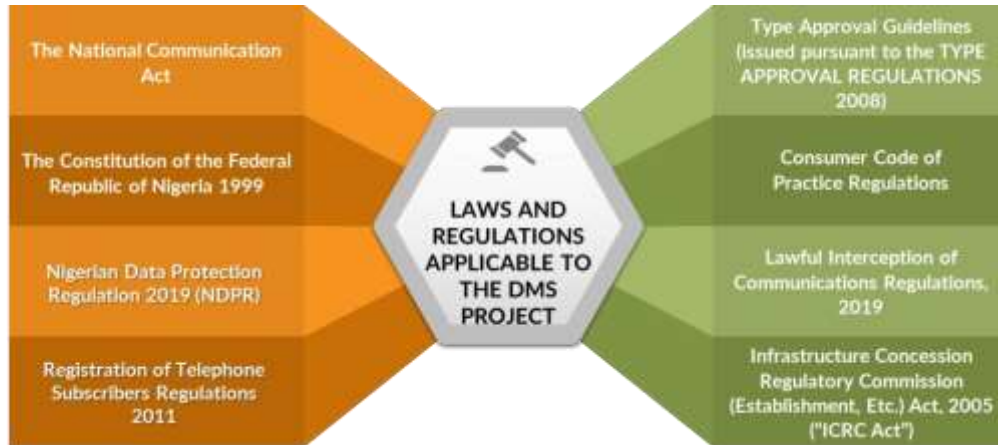 The National Communication
Act
The Constitution of the Federal
Republic of Nigeria 1999
Nigerian Data Protection
Regulation 2019 (NDPR)
Registration of Telephone
Subscribers Regulations
2011
LAWS AND
REGULATIONS
APPLICABLE TO
THE DMS
PROJECT
Type Approval Guidelines
(Issued pursuant to the TYPE
APPROVAL REGULATIONS
2008)
Consumer Code of
Practice Regulations
Lawful Interception of
Communications Regulations,
2019
Infrastructure Concession
Regulatory Commission
(Establishment, Etc.) Act, 2005
("ICRC Act")